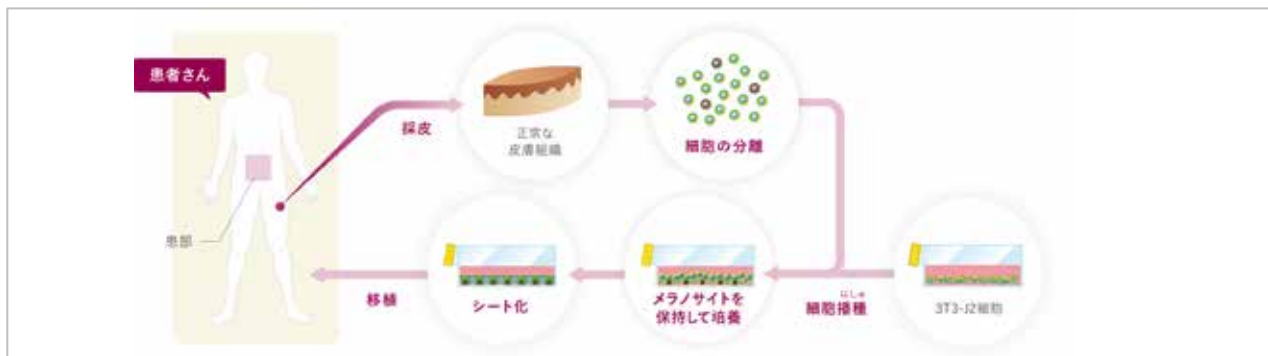 患者さん
採皮
正常な
皮膚組織
細胞の分離
患部
移植
シート化
メラノサイトを
保持して培養
にしゅ
細胞播種
3T3-J2細胞